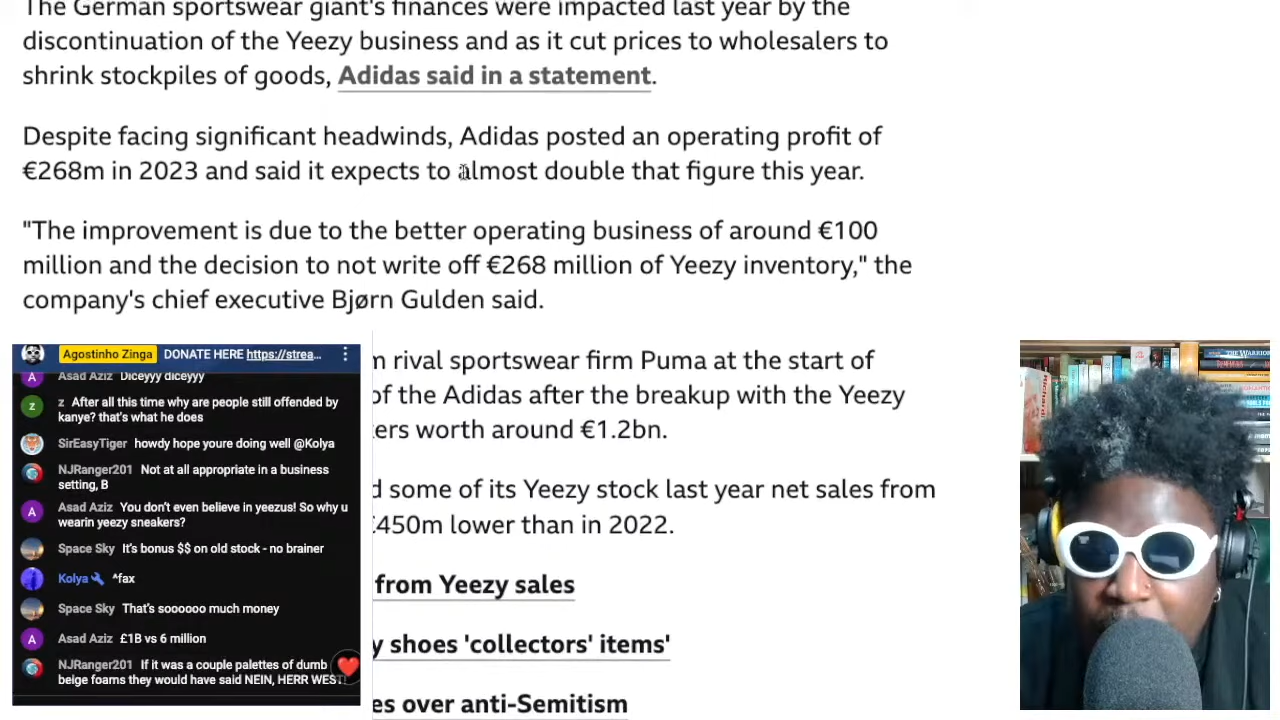 The German sportswear giant's finances were impacted last year by the
discontinuation of the Yeezy business and as it cut prices to wholesalers to
shrink stockpiles of goods, Adidas said in a statement.
Despite facing significant headwinds, Adidas posted an operating profit of
€268m in 2023 and said it expects to almost double that figure this year.
"The improvement is due to the better operating business of around €100
million and the decision to not write off €268 million of Yeezy inventory," the
company's chief executive Bjørn Gulden said.
m rival sportswear firm Puma at the start of
of the Adidas after the breakup with the Yeezy
ers worth around €1.2bn.
d some of its Yeezy stock last year net sales from
€450m lower than in 2022.
from Yeezy sales
y shoes 'collectors' items'
es over anti-Semitism
Agostinho Zinga DONATE HERE https://strea...
A Asad Aziz Diceyyy diceyyy
z z After all this time why are people still offended by
kanye? that's what he does
SirEasyTiger howdy hope youre doing well @Kolya
NJRanger201 Not at all appropriate in a business
setting, B
A Asad Aziz You don't even believe in yeezus! So why u
wearin yeezy sneakers?
Space Sky It's bonus $$ on old stock - no brainer
Kolya ^fax
Space Sky That's soooooo much money
A Asad Aziz £1B vs 6 million
NJRanger201 If it was a couple palettes of dumb
beige foams they would have said NEIN, HERR WEST!
THE WARRIOR